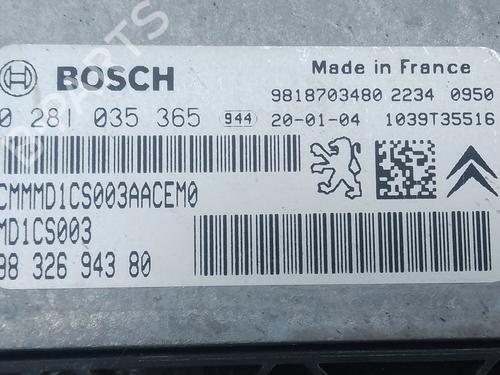 BOSCH
Made in France
0 281 035 365
944
9818703480 2234 0950
20-01-04 1039T35516
CMMMD1CS003AACEM0
MD1CS003
98 326 943 80